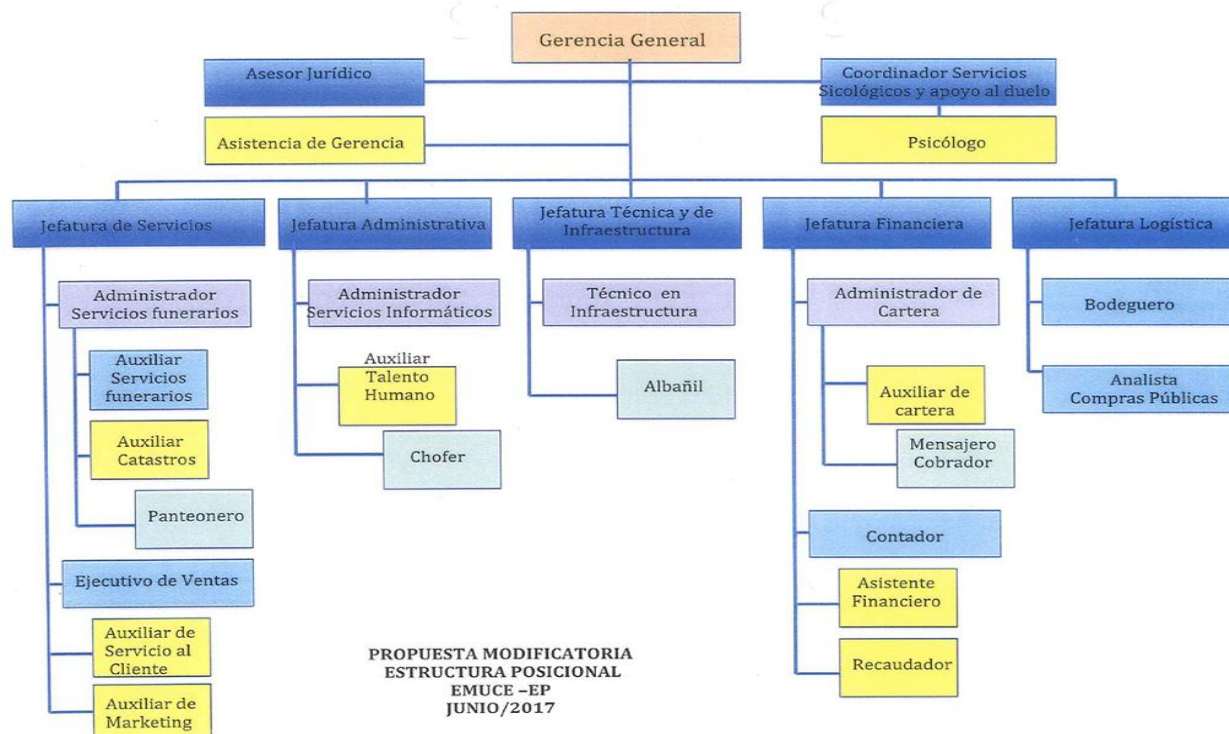 Gerencia General
Asesor Jurídico
Coordinador Servicios
Sicológicos y apoyo al duelo
Asistencia de Gerencia
Psicólogo
Jefatura de Servicios
Jefatura Administrativa
Jefatura Técnica y de
Infraestructura
Jefatura Financiera
Jefatura Logística
Administrador
Servicios funerarios
Auxiliar
Servicios
funerarios
Auxiliar
Catastros
Panteonero
Ejecutivo de Ventas
Auxiliar de
Servicio al
Cliente
Auxiliar de
Marketing
Administrador
Servicios Informáticos
Auxiliar
Talento
Humano
Chofer
Técnico en
Infraestructura
Albañil
Administrador de
Cartera
Auxiliar de
cartera
Mensajero
Cobrador
Contador
Asistente
Financiero
Recaudador
Bodeguero
Analista
Compras Públicas
PROPUESTA MODIFICATORIA
ESTRUCTURA POSICIONAL
EMUCE –EP
JUNIO/2017